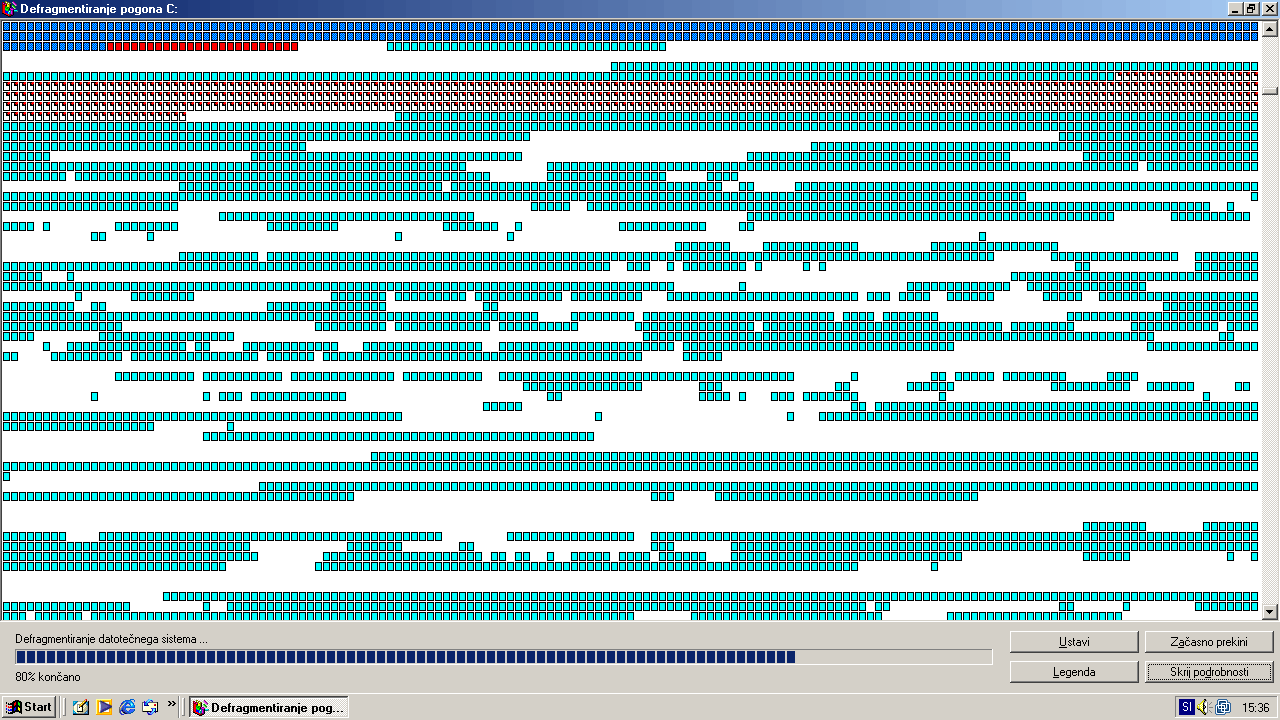 Defragmentiranje pogona C:
Defragmentiranje datotečnega sistema ...
80% končano
Ustavi
Začasno prekini
Legenda
Skrij podrobnosti
Start
»
Defragmentiranje pog...
SI
15:36